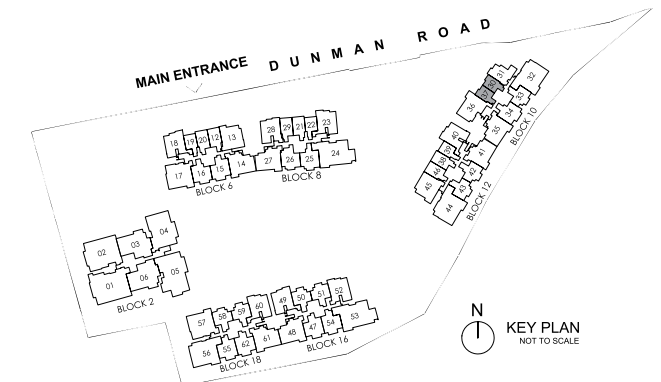 DUNMAN ROAD
MAIN ENTRANCE
31 32
30
37 33
36 34
35
BLOCK 10
40
39 41
38
46 42
45 43
44
BLOCK 12
18 19 20 12 13
17 16 15 14
BLOCK 6
28 29 21 22 23
27 26 25 24
BLOCK 8
04
02 03
01 06 05
BLOCK 2
57 58 59 60
56 55 62 61
BLOCK 18
49 50 51 52
48 47 54 53
BLOCK 16
N
KEY PLAN
NOT TO SCALE